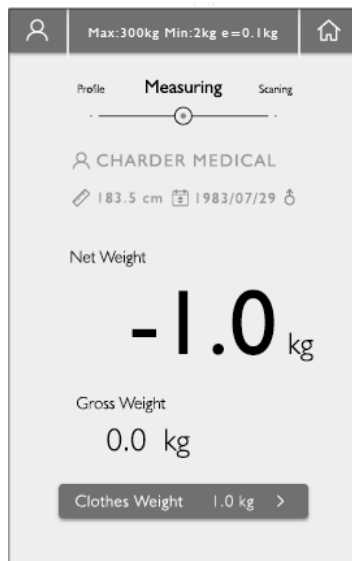 Max:300kg Min:2kg e=0.1kg
Profile Measuring Scaning
CHARDER MEDICAL
183.5 cm 1983/07/29
Net Weight
-1.0 kg
Gross Weight
0.0 kg
Clothes Weight 1.0 kg >